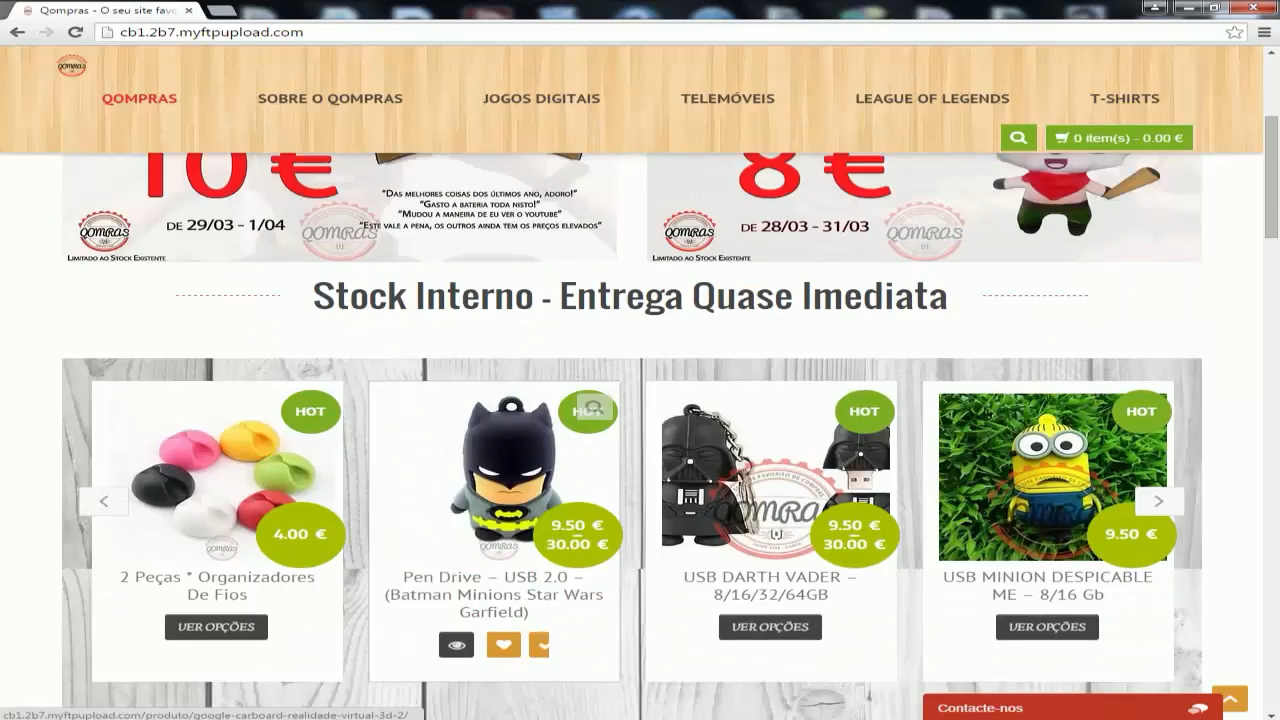 Qompras - O seu site favo
cb1.2b7.myftpupload.com
QOMPRAS
QOMPRAS
SOBRE O QOMPRAS
JOGOS DIGITAIS
TELEMÓVEIS
LEAGUE OF LEGENDS
T-SHIRTS
0 item(s) - 0.00 €
10 €
"DAS MELHORES COISAS DOS ÚLTIMOS ANO, ADORO!"
"GASTO A BATERIA TODA NISTO!"
"MUDOU A MANEIRA DE EU VER O YOUTUBE"
"ESTE VALE A PENA, OS OUTROS AINDA TEM OS PREÇOS ELEVADOS"
QOMPRAS
DE 29/03 - 1/04
QOMPRAS
LIMITADO AO STOCK EXISTENTE
8 €
QOMPRAS
DE 28/03 - 31/03
QOMPRAS
LIMITADO AO STOCK EXISTENTE
Stock Interno - Entrega Quase Imediata
HOT
4.00 €
QOMPRAS
2 Peças * Organizadores
De Fios
VER OPÇÕES
HOT
9.50 €
–
30.00 €
QOMPRAS
Pen Drive – USB 2.0 –
(Batman Minions Star Wars
Garfield)
HOT
QOMPRAS
9.50 €
–
30.00 €
USB DARTH VADER –
8/16/32/64GB
VER OPÇÕES
HOT
QOMPRAS
9.50 €
USB MINION DESPICABLE
ME – 8/16 Gb
VER OPÇÕES
Contacte-nos
cb1.2b7.myftpupload.com/produto/google-carboard-realidade-virtual-3d-2/